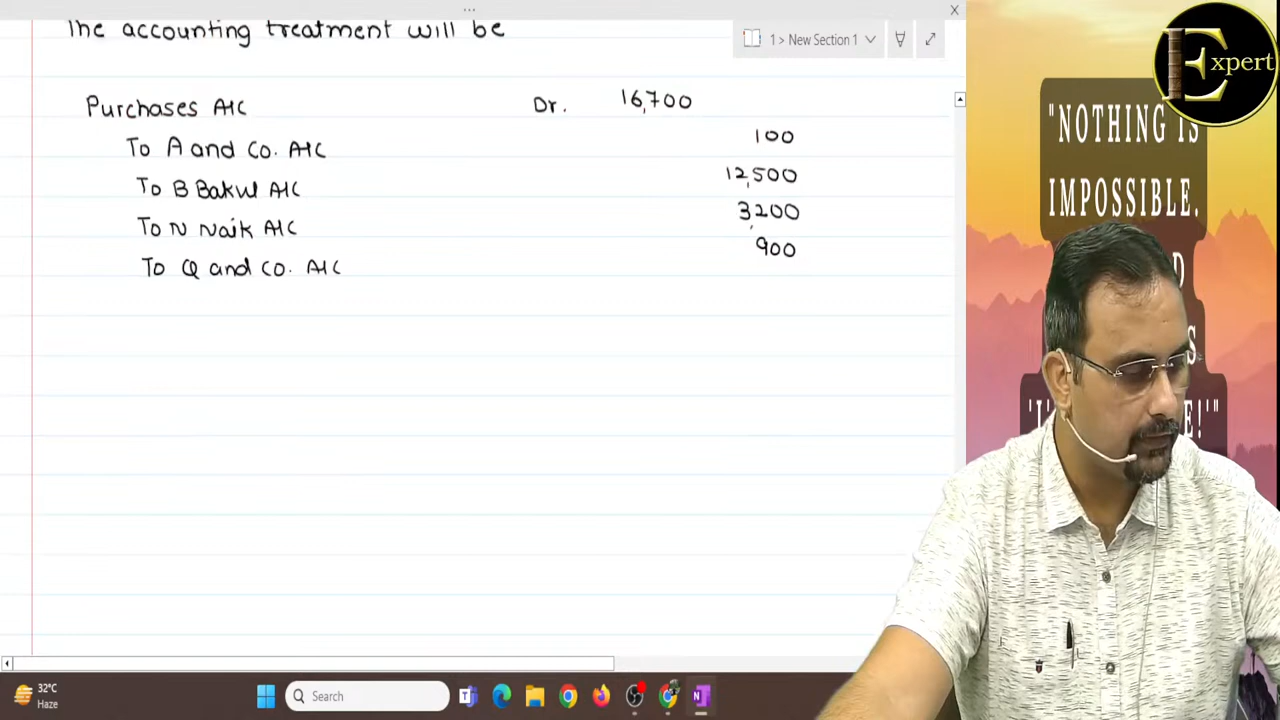 The accounting treatment will be
1 > New Section 1
Purchases A/C Dr. 16,700
To A and Co. A/C 100
To B Bakul A/C 12,500
To N Naik A/C 3,200
To Q and Co. A/C 900
Expert
"NOTHING IS
IMPOSSIBLE.
D
S
'I' E!'"
32°C
Haze
Search